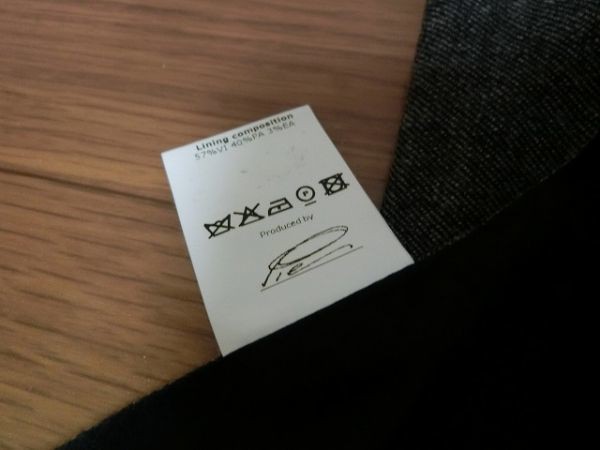 Lining composition
57%VI 40%PA 3%EA
P
Produced by